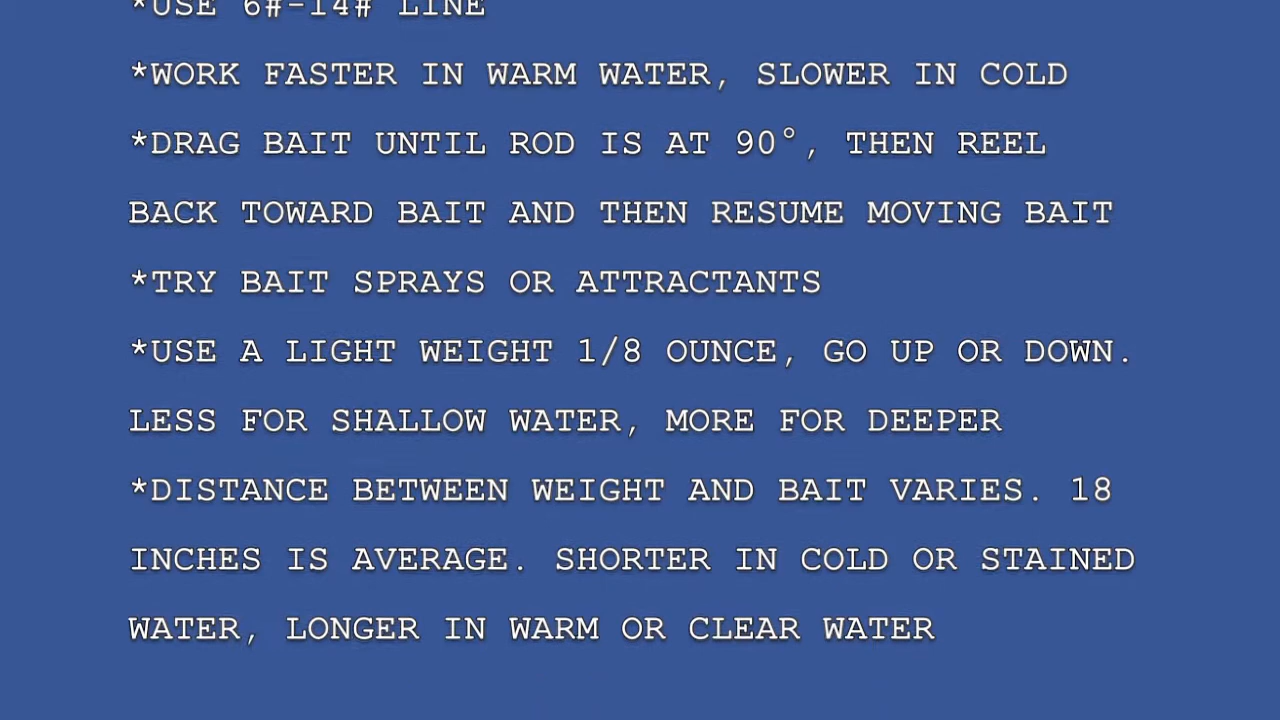 *USE 6#-14# LINE
*WORK FASTER IN WARM WATER, SLOWER IN COLD
*DRAG BAIT UNTIL ROD IS AT 90°, THEN REEL
BACK TOWARD BAIT AND THEN RESUME MOVING BAIT
*TRY BAIT SPRAYS OR ATTRACTANTS
*USE A LIGHT WEIGHT 1/8 OUNCE, GO UP OR DOWN.
LESS FOR SHALLOW WATER, MORE FOR DEEPER
*DISTANCE BETWEEN WEIGHT AND BAIT VARIES. 18
INCHES IS AVERAGE. SHORTER IN COLD OR STAINED
WATER, LONGER IN WARM OR CLEAR WATER